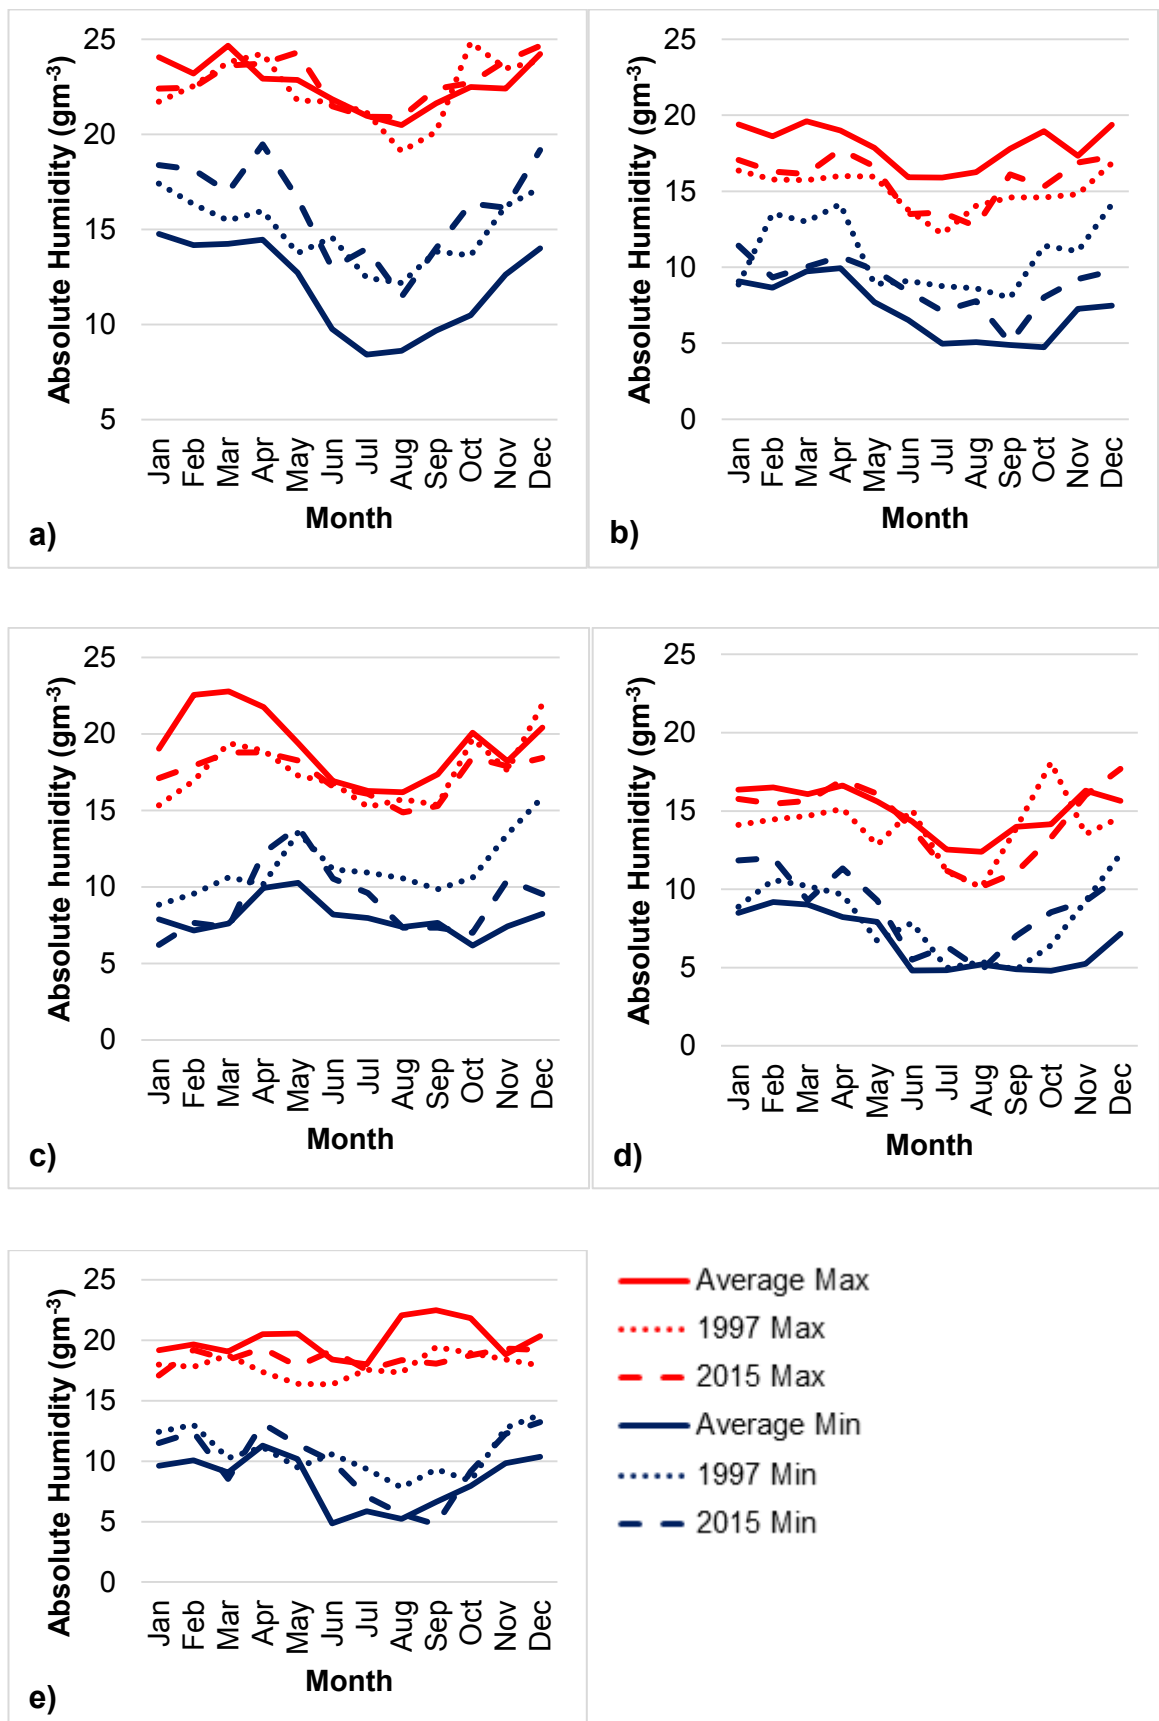 Absolute Humidity (gm-3)
25
20
15
10
5
Jan
Feb
Mar
Apr
May
Jun
Jul
Aug
Sep
Oct
Nov
Dec
Month
a)
Absolute Humidity (gm-3)
25
20
15
10
5
0
Jan
Feb
Mar
Apr
May
Jun
Jul
Aug
Sep
Oct
Nov
Dec
Month
b)
Absolute humidity (gm-3)
25
20
15
10
5
0
Jan
Feb
Mar
Apr
May
Jun
Jul
Aug
Sep
Oct
Nov
Dec
Month
c)
Absolute Humidity (gm-3)
25
20
15
10
5
0
Jan
Feb
Mar
Apr
May
Jun
Jul
Aug
Sep
Oct
Nov
Dec
Month
d)
Absolute Humidity (gm-3)
25
20
15
10
5
0
Jan
Feb
Mar
Apr
May
Jun
Jul
Aug
Sep
Oct
Nov
Dec
Month
e)
Average Max
1997 Max
2015 Max
Average Min
1997 Min
2015 Min